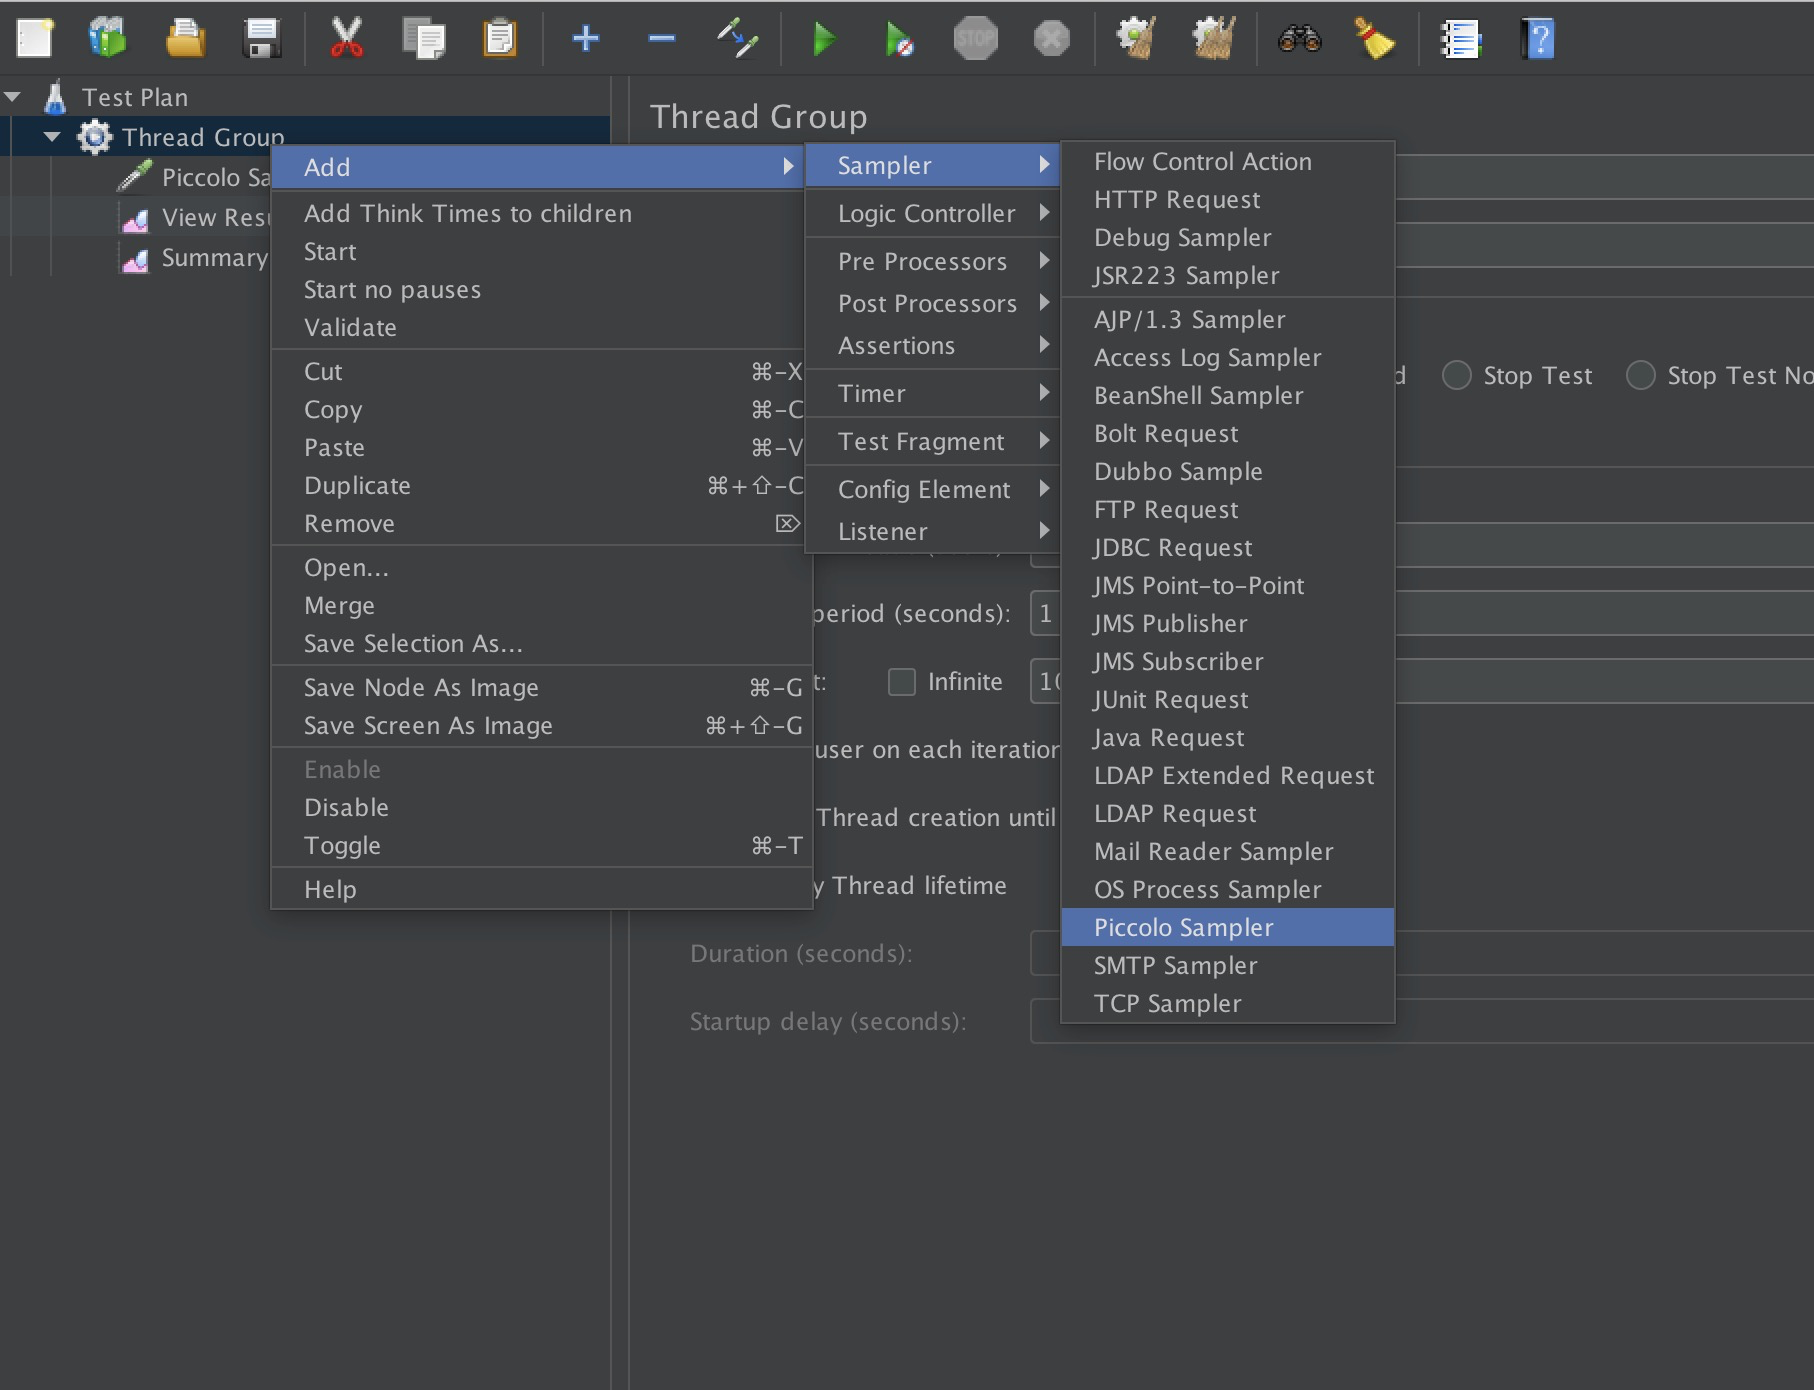 STOP
Test Plan
Thread Group
Piccolo Sa
View Resu
Summary
Thread Group
Stop Test
Stop Test No
period (seconds):
1
Infinite
10
user on each iteration
Thread creation until
y Thread lifetime
Duration (seconds):
Startup delay (seconds):
Add
Add Think Times to children
Start
Start no pauses
Validate
Cut ⌘-X
Copy ⌘-C
Paste ⌘-V
Duplicate ⌘+⇧-C
Remove ⌦
Open...
Merge
Save Selection As...
Save Node As Image ⌘-G
Save Screen As Image ⌘+⇧-G
Enable
Disable
Toggle ⌘-T
Help
Sampler
Logic Controller
Pre Processors
Post Processors
Assertions
Timer
Test Fragment
Config Element
Listener
Flow Control Action
HTTP Request
Debug Sampler
JSR223 Sampler
AJP/1.3 Sampler
Access Log Sampler
BeanShell Sampler
Bolt Request
Dubbo Sample
FTP Request
JDBC Request
JMS Point-to-Point
JMS Publisher
JMS Subscriber
JUnit Request
Java Request
LDAP Extended Request
LDAP Request
Mail Reader Sampler
OS Process Sampler
Piccolo Sampler
SMTP Sampler
TCP Sampler